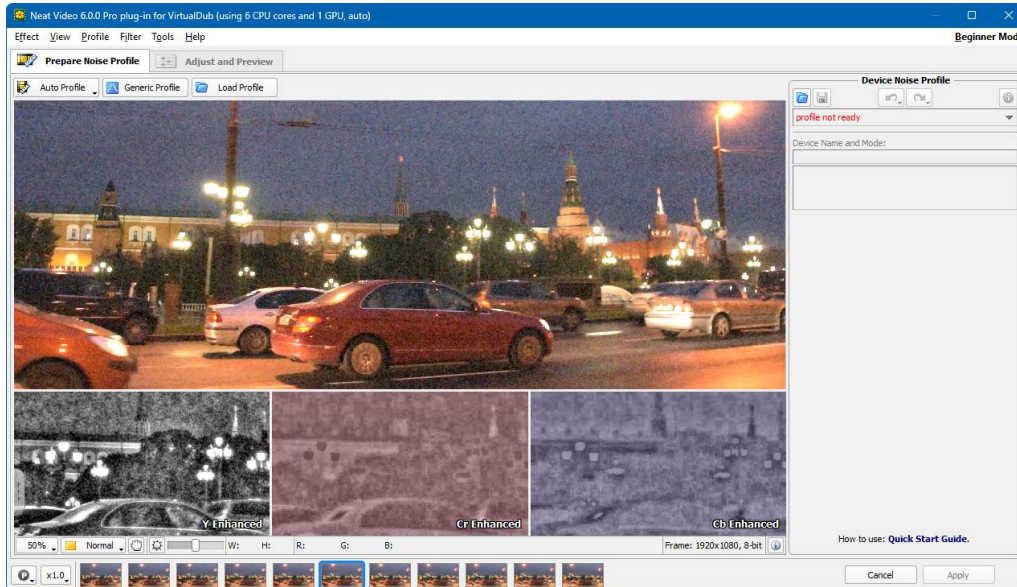 Neat Video 6.0.0 Pro plug-in for VirtualDub (using 6 CPU cores and 1 GPU, auto)
Effect View Profile Filter Tools Help Beginner Mod
Prepare Noise Profile Adjust and Preview
Auto Profile Generic Profile Load Profile
Device Noise Profile
profile not ready
Device Name and Mode:
Y Enhanced Cr Enhanced Cb Enhanced
50% Normal W: H: R: G: B: Frame: 1920x1080, 8-bit
How to use: Quick Start Guide.
P x1.0 Cancel Apply